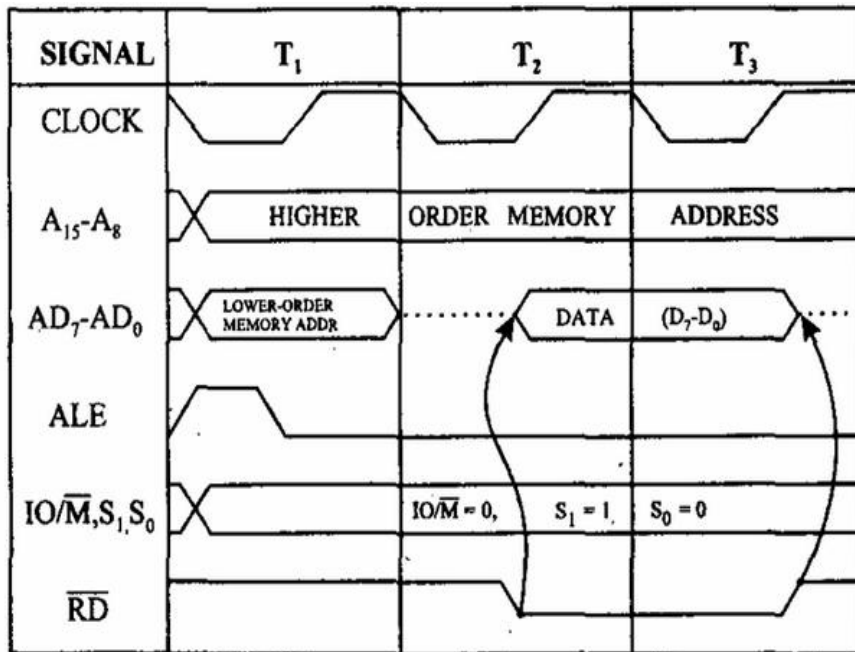 SIGNAL T₁ T₂ T₃
CLOCK
A₁₅-A₈ HIGHER ORDER MEMORY ADDRESS
AD₇-AD₀ LOWER-ORDER
MEMORY ADDR DATA (D₇-D₀)
ALE
IO/M̅,S₁,S₀ IO/M̅ = 0, S₁ = 1 S₀ = 0
R̅D̅